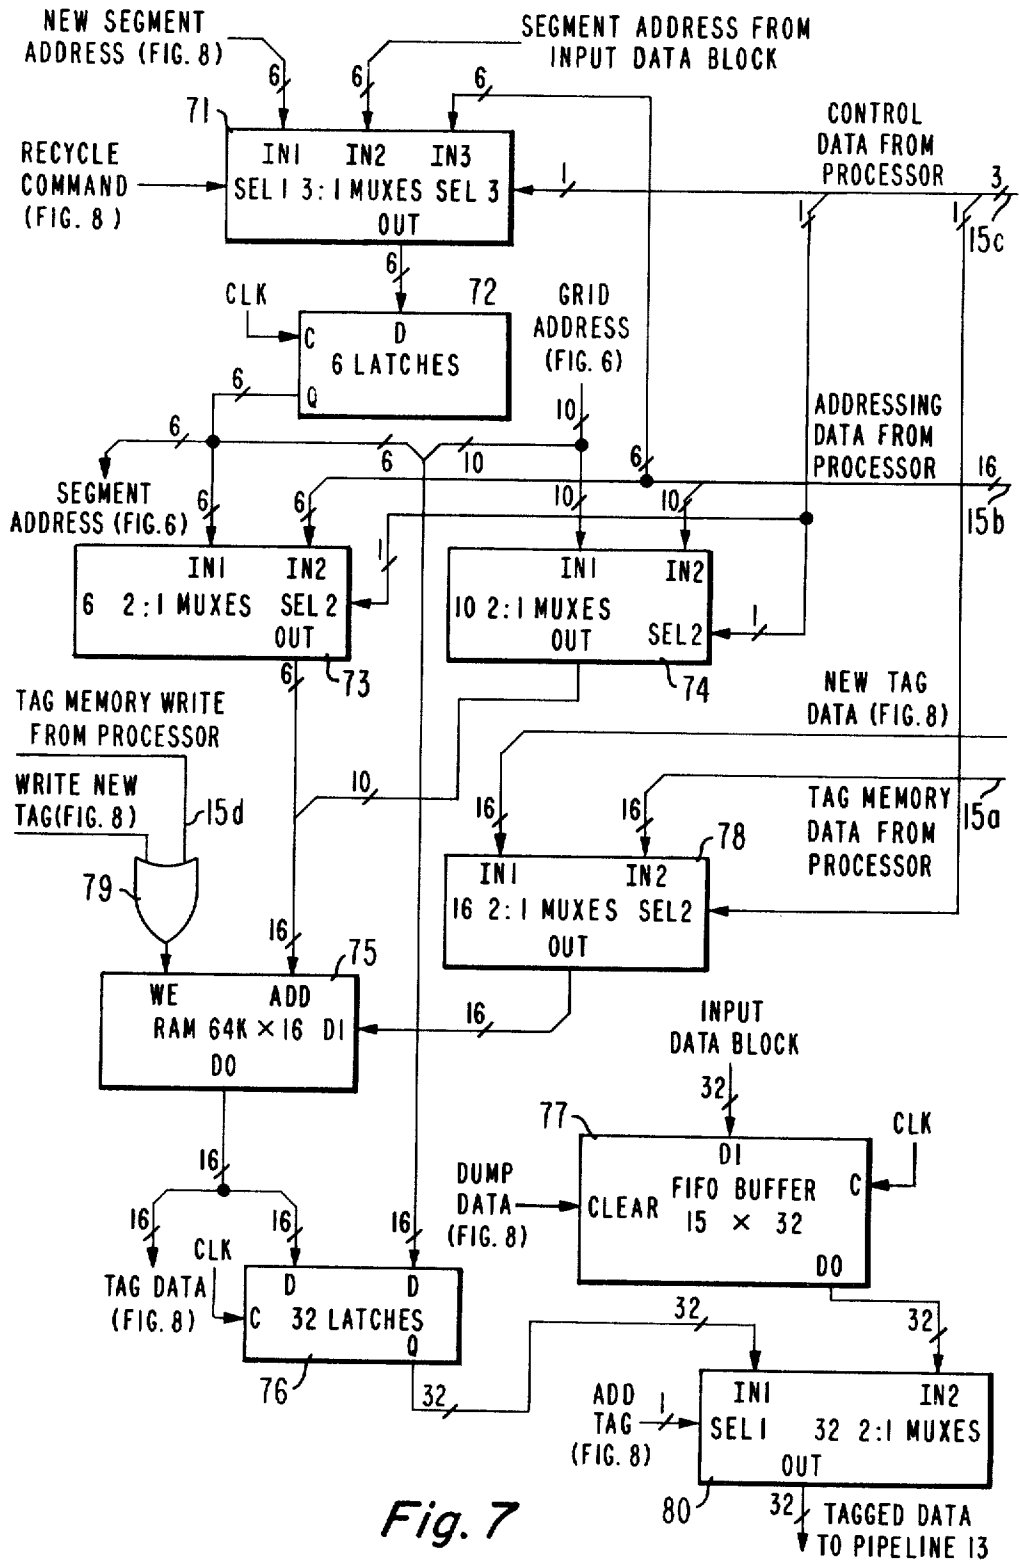 NEW SEGMENT
ADDRESS (FIG. 8)
SEGMENT ADDRESS FROM
INPUT DATA BLOCK
6
6
6
71
IN1 IN2 IN3
SEL 1 3:1 MUXES SEL 3
OUT
RECYCLE
COMMAND
(FIG. 8)
CONTROL
DATA FROM
PROCESSOR
1
3
1
1
15c
6
CLK
72
D
C
6 LATCHES
Q
GRID
ADDRESS
(FIG. 6)
6
10
ADDRESSING
DATA FROM
PROCESSOR
6
6
6
10
6
16
15b
SEGMENT
ADDRESS (FIG.6)
6
6
10
10
1
IN1 IN2
6 2:1 MUXES SEL 2
OUT
73
IN1 IN2
10 2:1 MUXES
OUT SEL2
1
74
6
TAG MEMORY WRITE
FROM PROCESSOR
WRITE NEW
TAG(FIG. 8)
15d
NEW TAG
DATA (FIG.8)
10
16
16
TAG MEMORY
DATA FROM
PROCESSOR
15a
78
79
IN1 IN2
16 2:1 MUXES SEL2
OUT
16
75
WE ADD
RAM 64K × 16 DI
DO
16
INPUT
DATA BLOCK
32
77
CLK
DI
FIFO BUFFER
15 × 32
C
CLEAR
DO
DUMP
DATA
(FIG. 8)
16
16
16
16
TAG DATA
(FIG. 8)
CLK
D D
C 32 LATCHES
Q
76
32
32
32
ADD
TAG
(FIG. 8)
1
IN1 IN2
SEL1 32 2:1 MUXES
OUT
80
32
TAGGED DATA
TO PIPELINE 13
Fig. 7